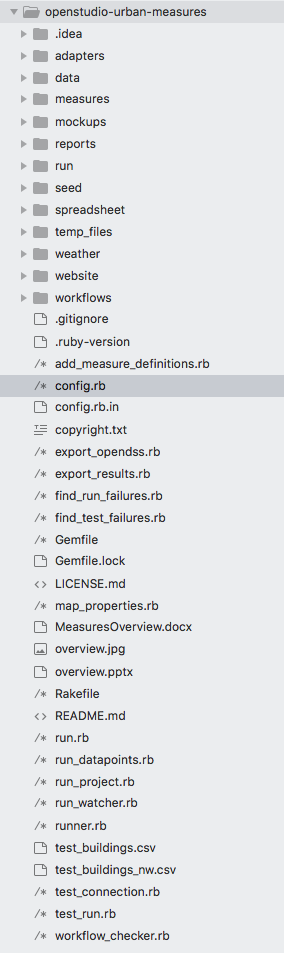 openstudio-urban-measures
.idea
adapters
data
measures
mockups
reports
run
seed
spreadsheet
temp_files
weather
website
workflows
.gitignore
.ruby-version
add_measure_definitions.rb
config.rb
config.rb.in
copyright.txt
export_opendss.rb
export_results.rb
find_run_failures.rb
find_test_failures.rb
Gemfile
Gemfile.lock
LICENSE.md
map_properties.rb
MeasuresOverview.docx
overview.jpg
overview.pptx
Rakefile
README.md
run.rb
run_datapoints.rb
run_project.rb
run_watcher.rb
runner.rb
test_buildings.csv
test_buildings_nw.csv
test_connection.rb
test_run.rb
workflow_checker.rb